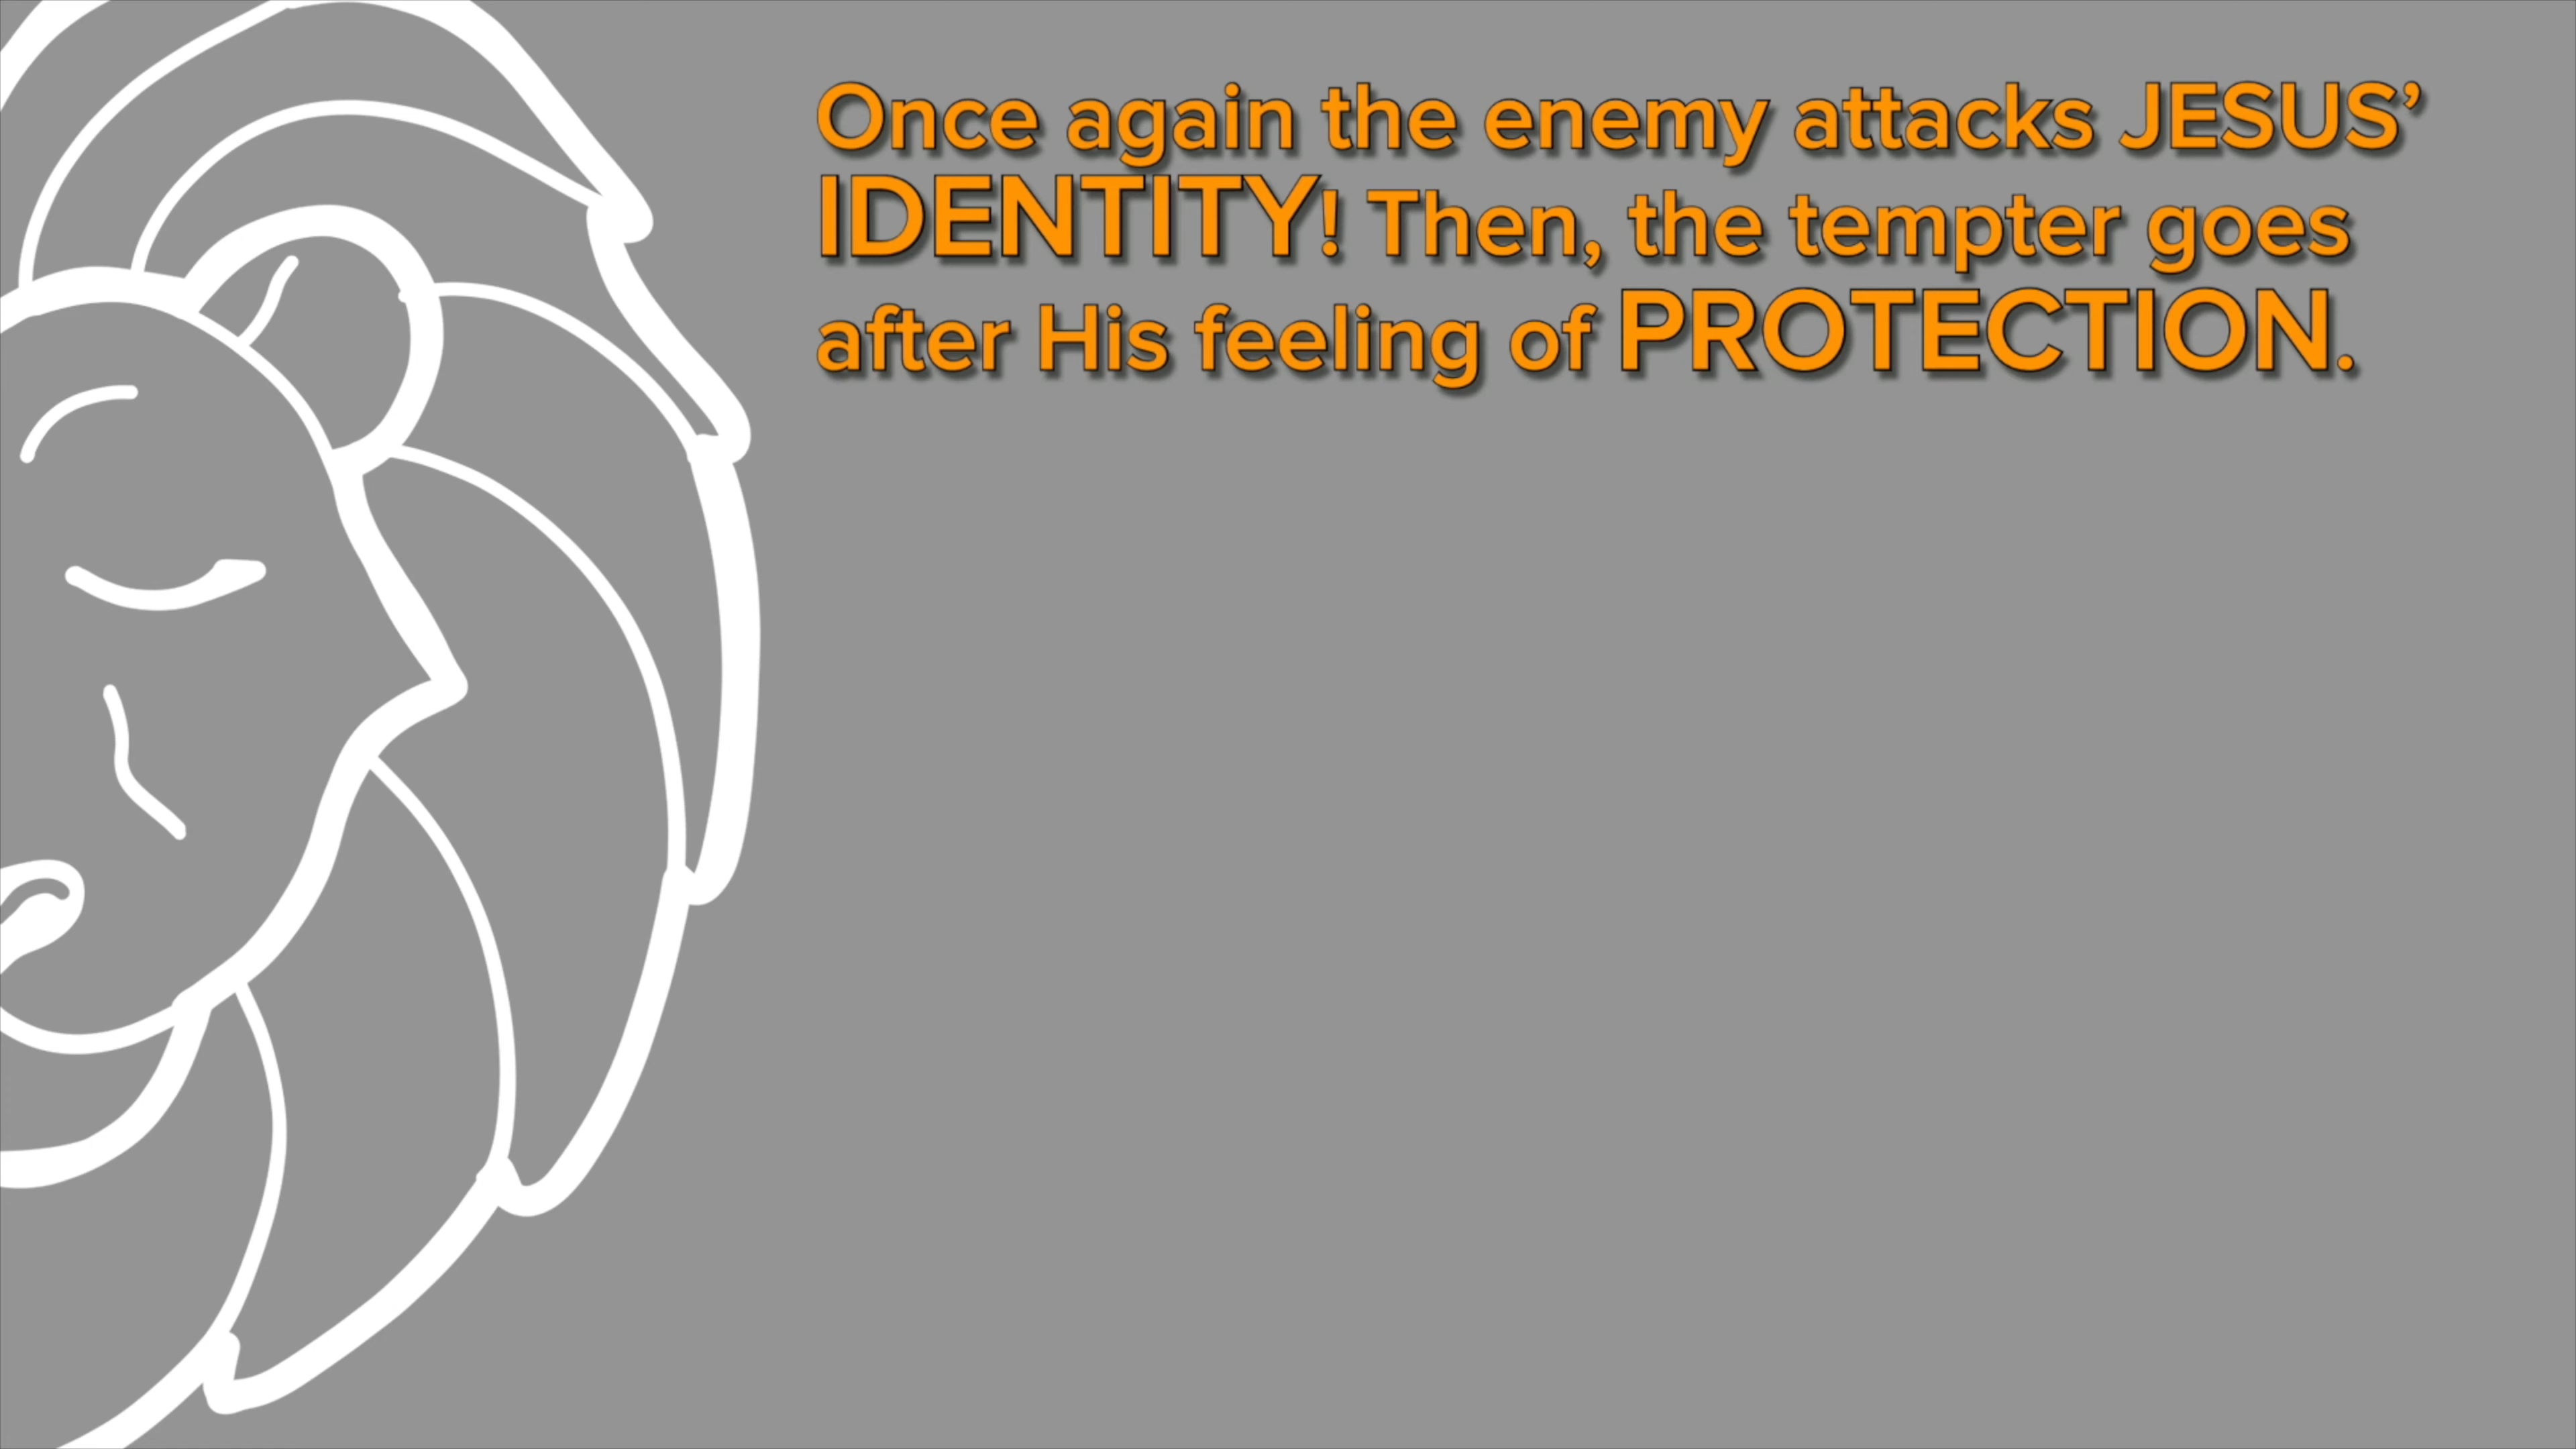 Once again the enemy attacks JESUS’
IDENTITY! Then, the tempter goes
after His feeling of PROTECTION.